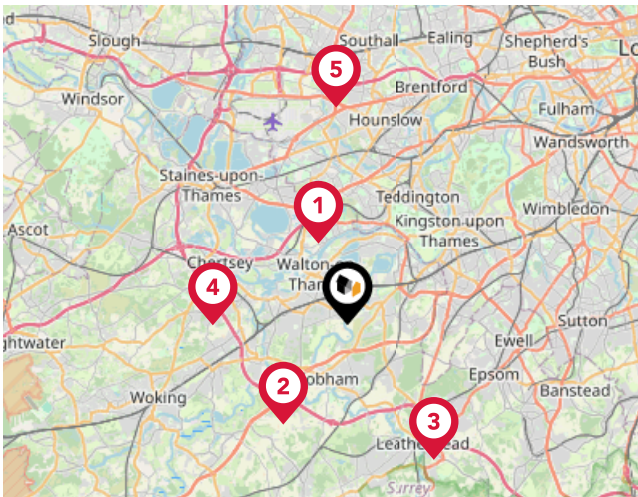 Slough
Southall
Ealing
Shepherd's
Bush
5
Windsor
Brentford
Hounslow
Fulham
Wandsworth
Staines-upon-
Thames
Teddington
1
Kingston upon
Thames
Wimbledon
Ascot
Chertsey
4
2
Sutton
Ewell
Epsom
Woking
Banstead
3
Surrey